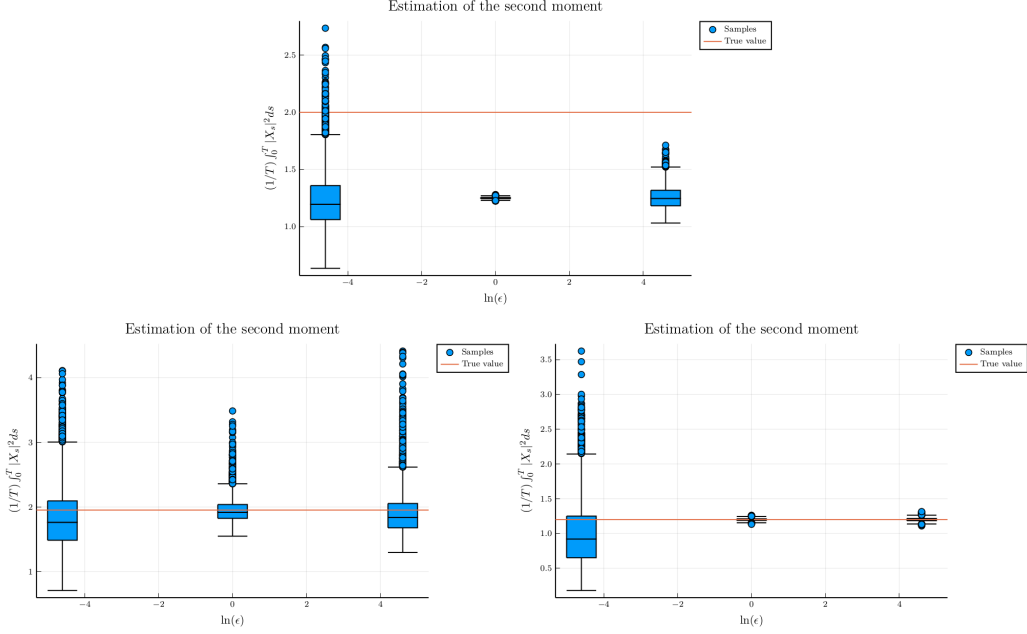 Estimation of the second moment
Samples
True value
(1/T) ∫₀ᵀ |Xₛ|² ds
2.5
2.0
1.5
1.0
−4
−2
0
2
4
ln(ϵ)
Estimation of the second moment
Samples
True value
(1/T) ∫₀ᵀ |Xₛ|² ds
4
3
2
1
−4
−2
0
2
4
ln(ϵ)
Estimation of the second moment
Samples
True value
(1/T) ∫₀ᵀ |Xₛ|² ds
3.5
3.0
2.5
2.0
1.5
1.0
0.5
−4
−2
0
2
4
ln(ϵ)